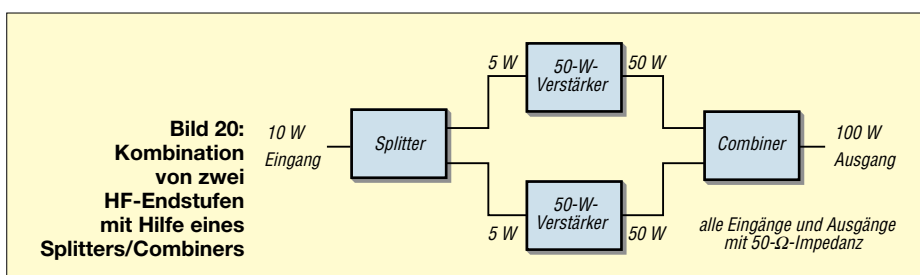 Bild 20:
Kombination
von zwei
HF-Endstufen
mit Hilfe eines
Splitters/Combiners
10 W
Eingang
Splitter
5 W
50-W-
Verstärker
50 W
5 W
50-W-
Verstärker
50 W
Combiner
100 W
Ausgang
alle Eingänge und Ausgänge
mit 50-Ω-Impedanz